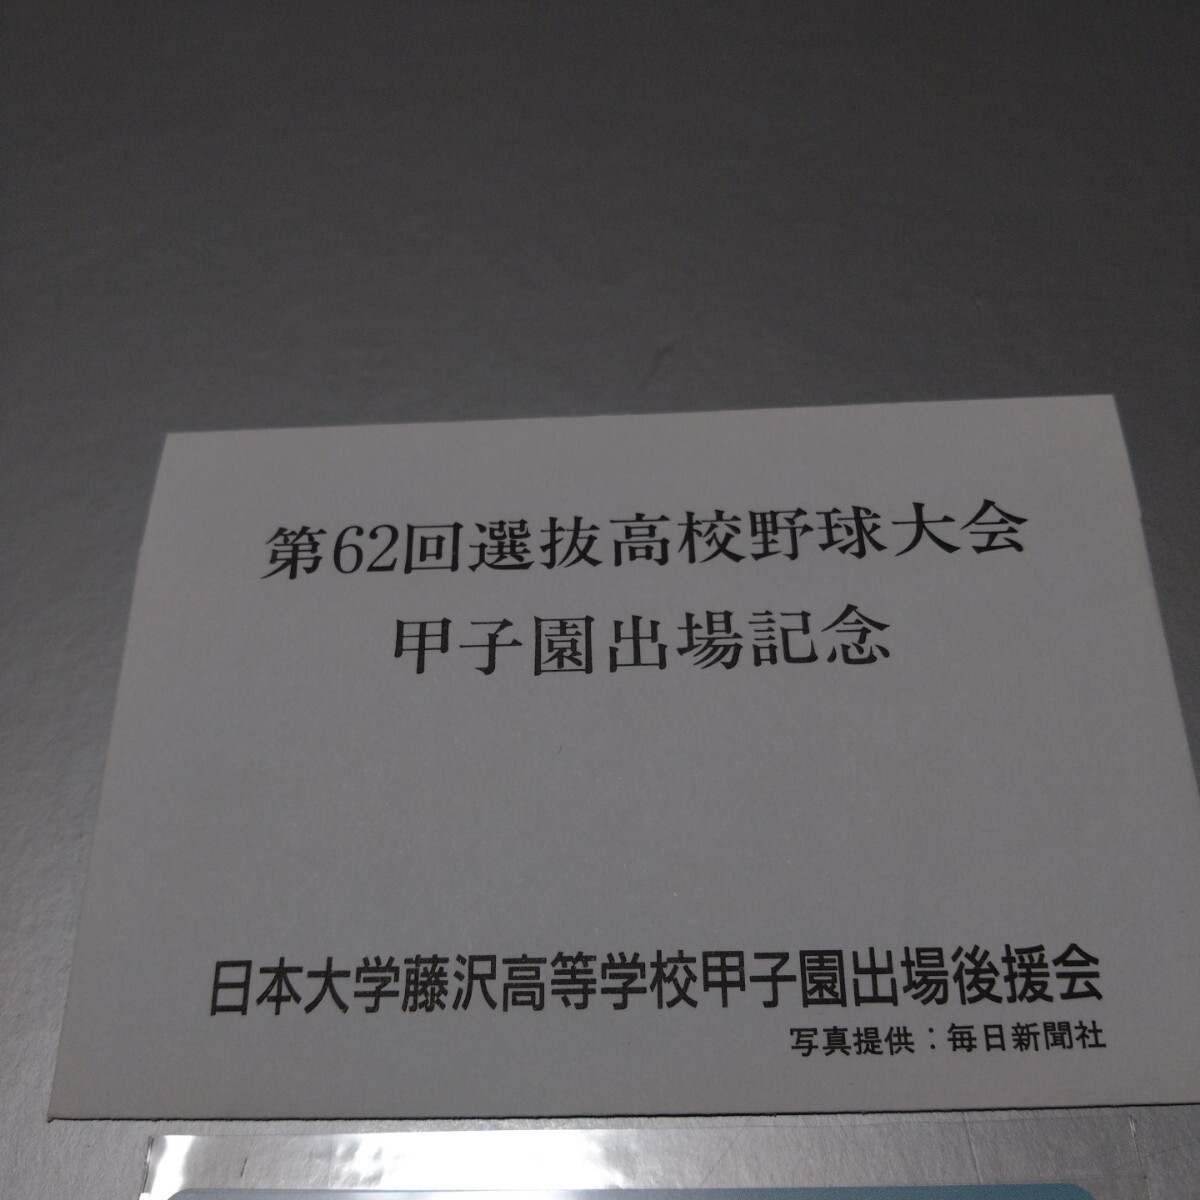 第62回選抜高校野球大会
甲子園出場記念
日本大学藤沢高等学校甲子園出場後援会
写真提供：毎日新聞社